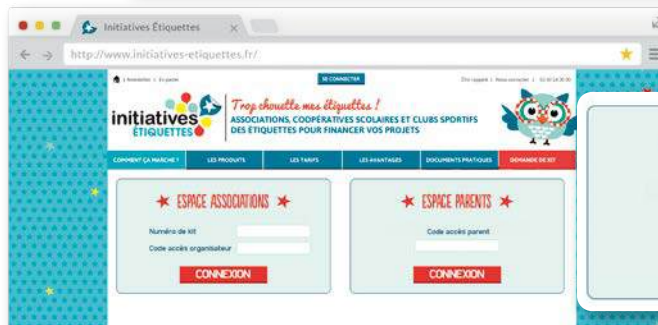 Initiatives Étiquettes
http://www.initiatives-etiquettes.fr/
SE CONNECTER
initiatives
ÉTIQUETTES
Trop chouette mes étiquettes !
ASSOCIATIONS, COOPÉRATIVES SCOLAIRES ET CLUBS SPORTIFS
DES ÉTIQUETTES POUR FINANCER VOS PROJETS
COMMENT ÇA MARCHE ? LES PRODUITS LES TARIFS LES AVANTAGES DOCUMENTS PRATIQUES DEMANDE DE KIT
ESPACE ASSOCIATIONS
Numéro de kit
Code accès organisateur
CONNEXION
ESPACE PARENTS
Code accès parent
CONNEXION